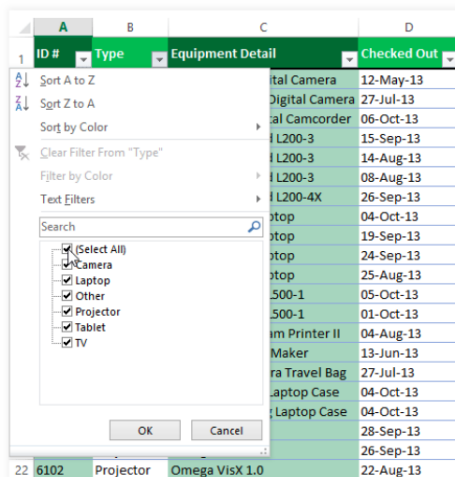 A B C D
1 ID # Type Equipment Detail Checked Out
Sort A to Z
Sort Z to A
Sort by Color
Clear Filter From "Type"
Filter by Color
Text Filters
Search
(Select All)
Camera
Laptop
Other
Projector
Tablet
TV
OK Cancel
ital Camera 12-May-13
Digital Camera 27-Jul-13
tal Camcorder 06-Oct-13
L200-3 15-Sep-13
L200-3 14-Aug-13
L200-3 08-Aug-13
L200-4X 26-Sep-13
ptop 04-Oct-13
ptop 19-Sep-13
ptop 24-Sep-13
ptop 25-Aug-13
.500-1 05-Oct-13
.500-1 01-Oct-13
am Printer II 04-Aug-13
Maker 13-Jun-13
ra Travel Bag 27-Jul-13
Laptop Case 04-Oct-13
Laptop Case 04-Oct-13
28-Sep-13
26-Sep-13
22 6102 Projector Omega VisX 1.0 22-Aug-13